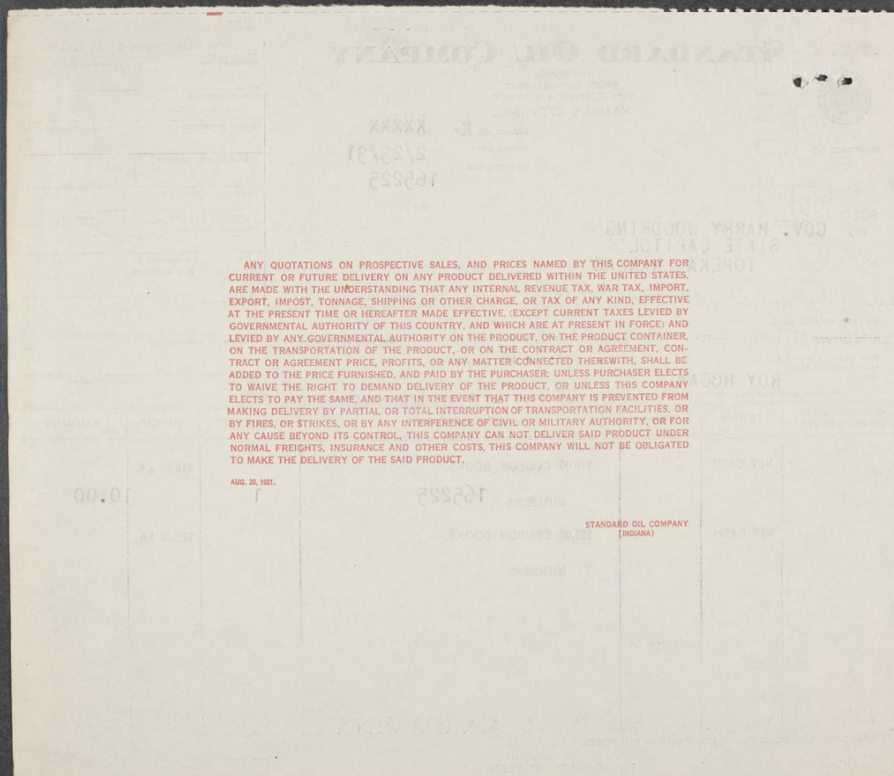 ANY QUOTATIONS ON PROSPECTIVE SALES, AND PRICES NAMED BY THIS COMPANY FOR
CURRENT OR FUTURE DELIVERY ON ANY PRODUCT DELIVERED WITHIN THE UNITED STATES,
ARE MADE WITH THE UNDERSTANDING THAT ANY INTERNAL REVENUE TAX, WAR TAX, IMPORT,
EXPORT, IMPOST, TONNAGE, SHIPPING OR OTHER CHARGE, OR TAX OF ANY KIND, EFFECTIVE
AT THE PRESENT TIME OR HEREAFTER MADE EFFECTIVE, (EXCEPT CURRENT TAXES LEVIED BY
GOVERNMENTAL AUTHORITY OF THIS COUNTRY, AND WHICH ARE AT PRESENT IN FORCE) AND
LEVIED BY ANY GOVERNMENTAL AUTHORITY ON THE PRODUCT, ON THE PRODUCT CONTAINER,
ON THE TRANSPORTATION OF THE PRODUCT, OR ON THE CONTRACT OR AGREEMENT, CON-
TRACT OR AGREEMENT PRICE, PROFITS, OR ANY MATTER CONNECTED THEREWITH, SHALL BE
ADDED TO THE PRICE FURNISHED, AND PAID BY THE PURCHASER; UNLESS PURCHASER ELECTS
TO WAIVE THE RIGHT TO DEMAND DELIVERY OF THE PRODUCT, OR UNLESS THIS COMPANY
ELECTS TO PAY THE SAME, AND THAT IN THE EVENT THAT THIS COMPANY IS PREVENTED FROM
MAKING DELIVERY BY PARTIAL OR TOTAL INTERRUPTION OF TRANSPORTATION FACILITIES, OR
BY FIRES, OR STRIKES, OR BY ANY INTERFERENCE OF CIVIL OR MILITARY AUTHORITY, OR FOR
ANY CAUSE BEYOND ITS CONTROL, THIS COMPANY CAN NOT DELIVER SAID PRODUCT UNDER
NORMAL FREIGHTS, INSURANCE AND OTHER COSTS, THIS COMPANY WILL NOT BE OBLIGATED
TO MAKE THE DELIVERY OF THE SAID PRODUCT.
AUG. 20, 1921.
STANDARD OIL COMPANY
[INDIANA]